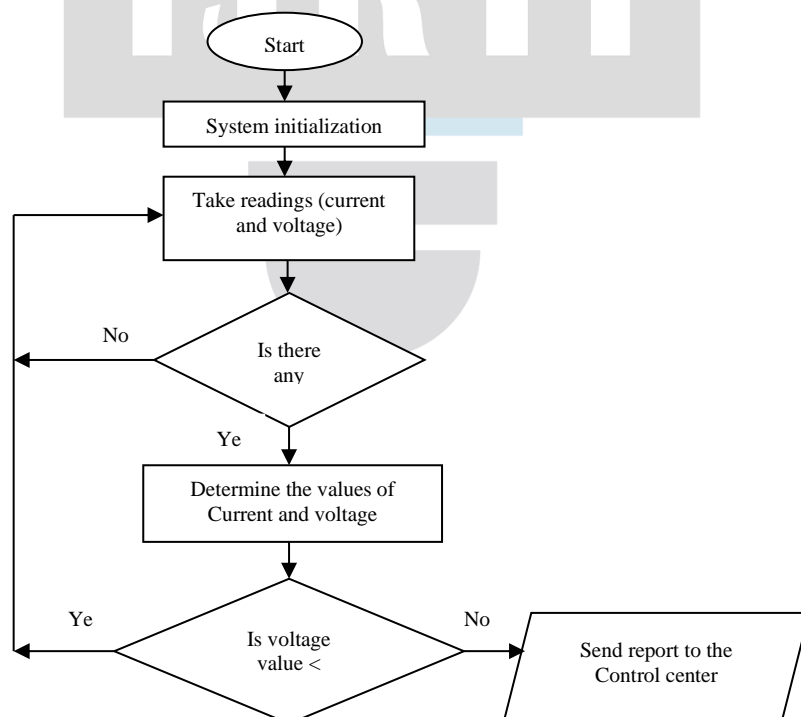 Start
System initialization
Take readings (current
and voltage)
No
Is there
any
Ye
Determine the values of
Current and voltage
Ye
Is voltage
value <
No
Send report to the
Control center